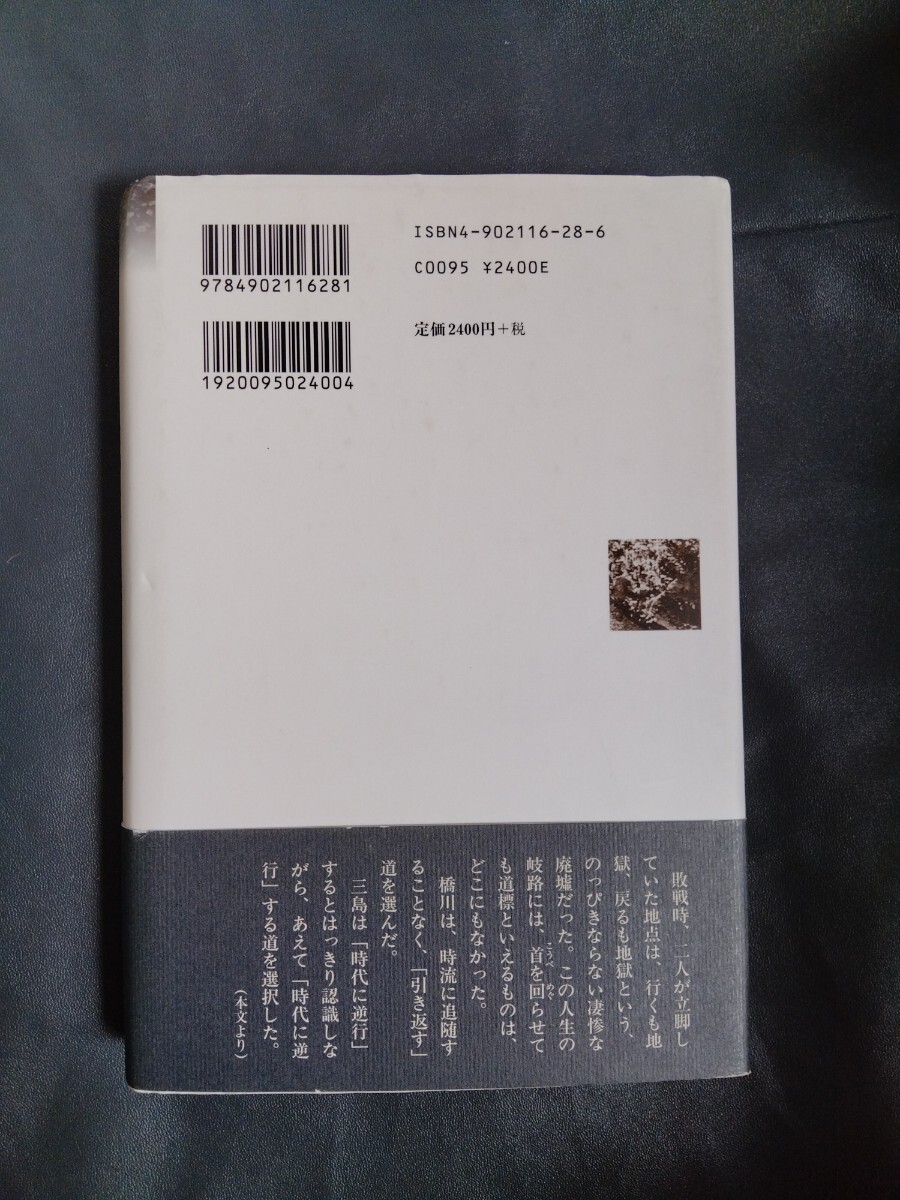 9784902116281
1920095024004
ISBN4-902116-28-6
C0095 ¥2400E
定価2400円+税
敗戦時、二人が立脚し
ていた地点は、行くも地
獄、戻るも地獄という、
のっぴきならない凄惨な
廃墟だった。この人生の
岐路には、首を回らせて
こうべ めぐ
も道標といえるものは、
どこにもなかった。
橋川は、時流に追随す
ることなく、「引き返す」
道を選んだ。
三島は「時代に逆行」
するとはっきり認識しな
がら、あえて「時代に逆
行」する道を選択した。
(本文より)